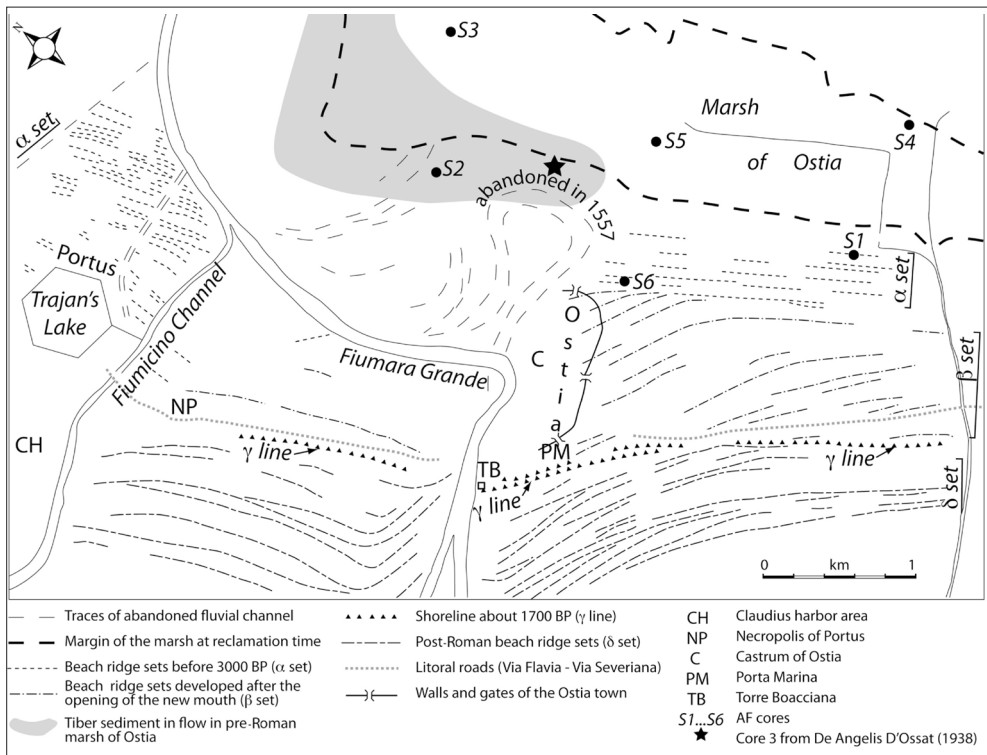 N
S3
α set
Marsh
S4
S5
of Ostia
S2
abandoned in 1557
S1
α set
Portus
Trajan's
Lake
S6
Fiumicino Channel
Ostia
C
Fiumara Grande
β set
NP
CH
γ line
PM
γ line
TB
γ line
δ set
0 km 1
Traces of abandoned fluvial channel
Margin of the marsh at reclamation time
Beach ridge sets before 3000 BP (α set)
Beach ridge sets developed after the
opening of the new mouth (β set)
Tiber sediment in flow in pre-Roman
marsh of Ostia
Shoreline about 1700 BP (γ line)
Post-Roman beach ridge sets (δ set)
Litoral roads (Via Flavia - Via Severiana)
Walls and gates of the Ostia town
CH Claudius harbor area
NP Necropolis of Portus
C Castrum of Ostia
PM Porta Marina
TB Torre Boacciana
S1...S6 AF cores
Core 3 from De Angelis D'Ossat (1938)